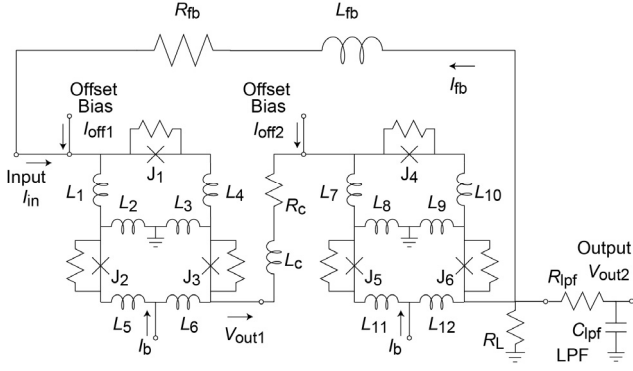 Rfb
Lfb
Ifb
Offset
Bias
Ioff1
Offset
Bias
Ioff2
Input
Iin
J1
J4
L1
L2
L3
L4
Rc
L7
L8
L9
L10
J2
J3
Lc
J5
J6
Output
Vout2
Rlpf
Clpf
L5
L6
Vout1
L11
L12
RL
LPF
Ib
Ib